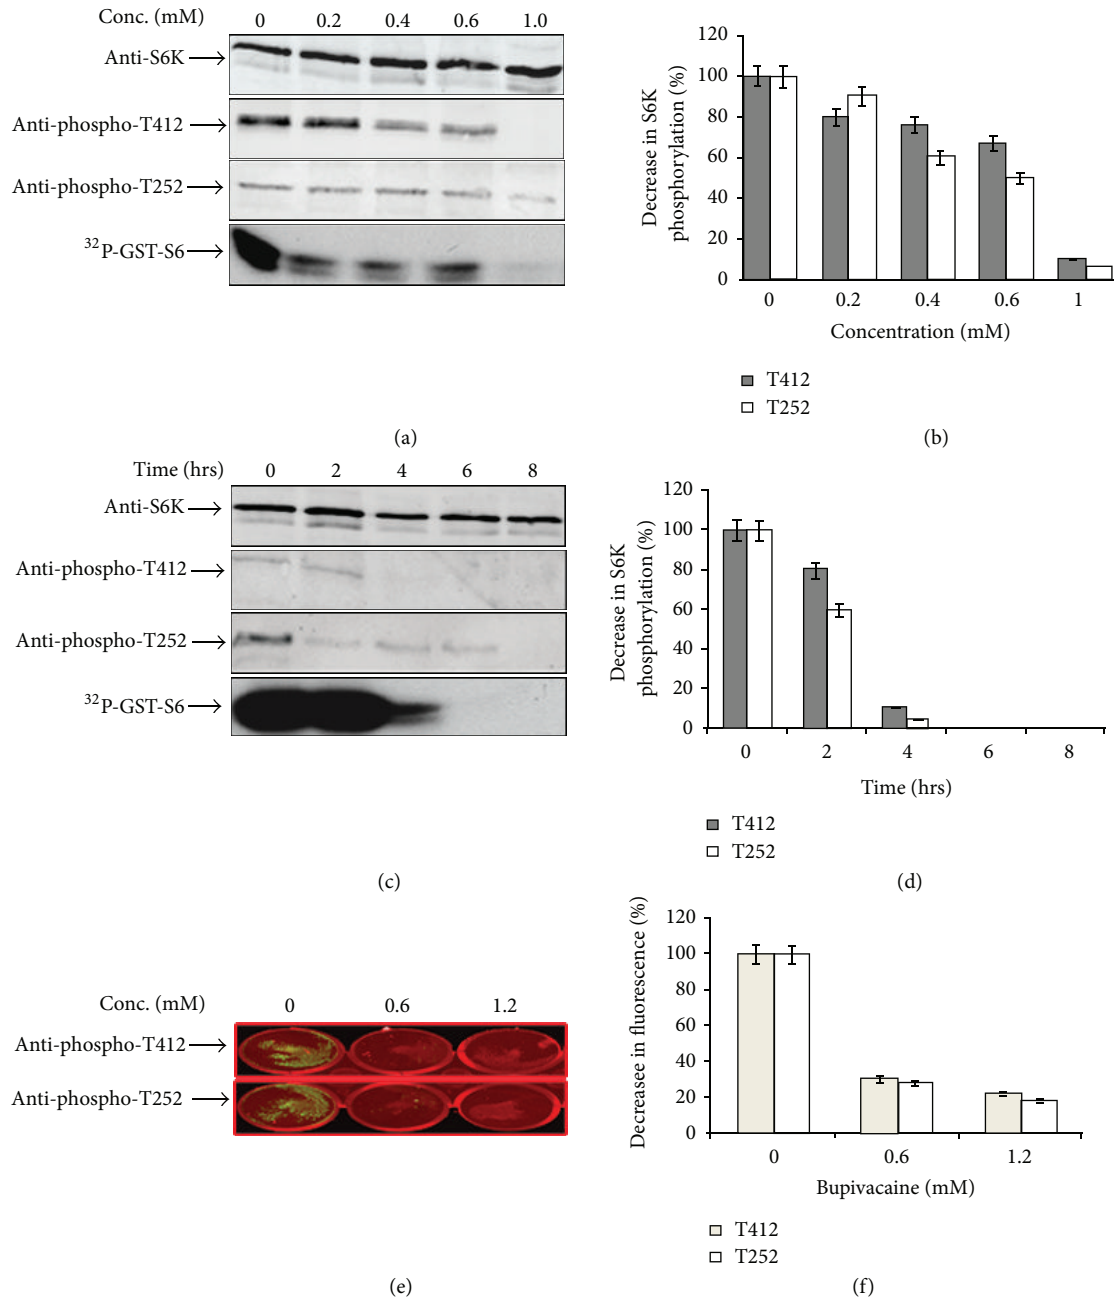 Conc. (mM) 0 0.2 0.4 0.6 1.0
Anti-S6K
Anti-phospho-T412
Anti-phospho-T252
³²P-GST-S6
(a)
Decrease in S6K
phosphorylation (%)
120
100
80
60
40
20
0
0 0.2 0.4 0.6 1
Concentration (mM)
T412
T252
(b)
Time (hrs) 0 2 4 6 8
Anti-S6K
Anti-phospho-T412
Anti-phospho-T252
³²P-GST-S6
(c)
Decrease in S6K
phosphorylation (%)
120
100
80
60
40
20
0
0 2 4 6 8
Time (hrs)
T412
T252
(d)
Conc. (mM) 0 0.6 1.2
Anti-phospho-T412
Anti-phospho-T252
(e)
Decreasee in fluorescence (%)
120
100
80
60
40
20
0
0 0.6 1.2
Bupivacaine (mM)
T412
T252
(f)